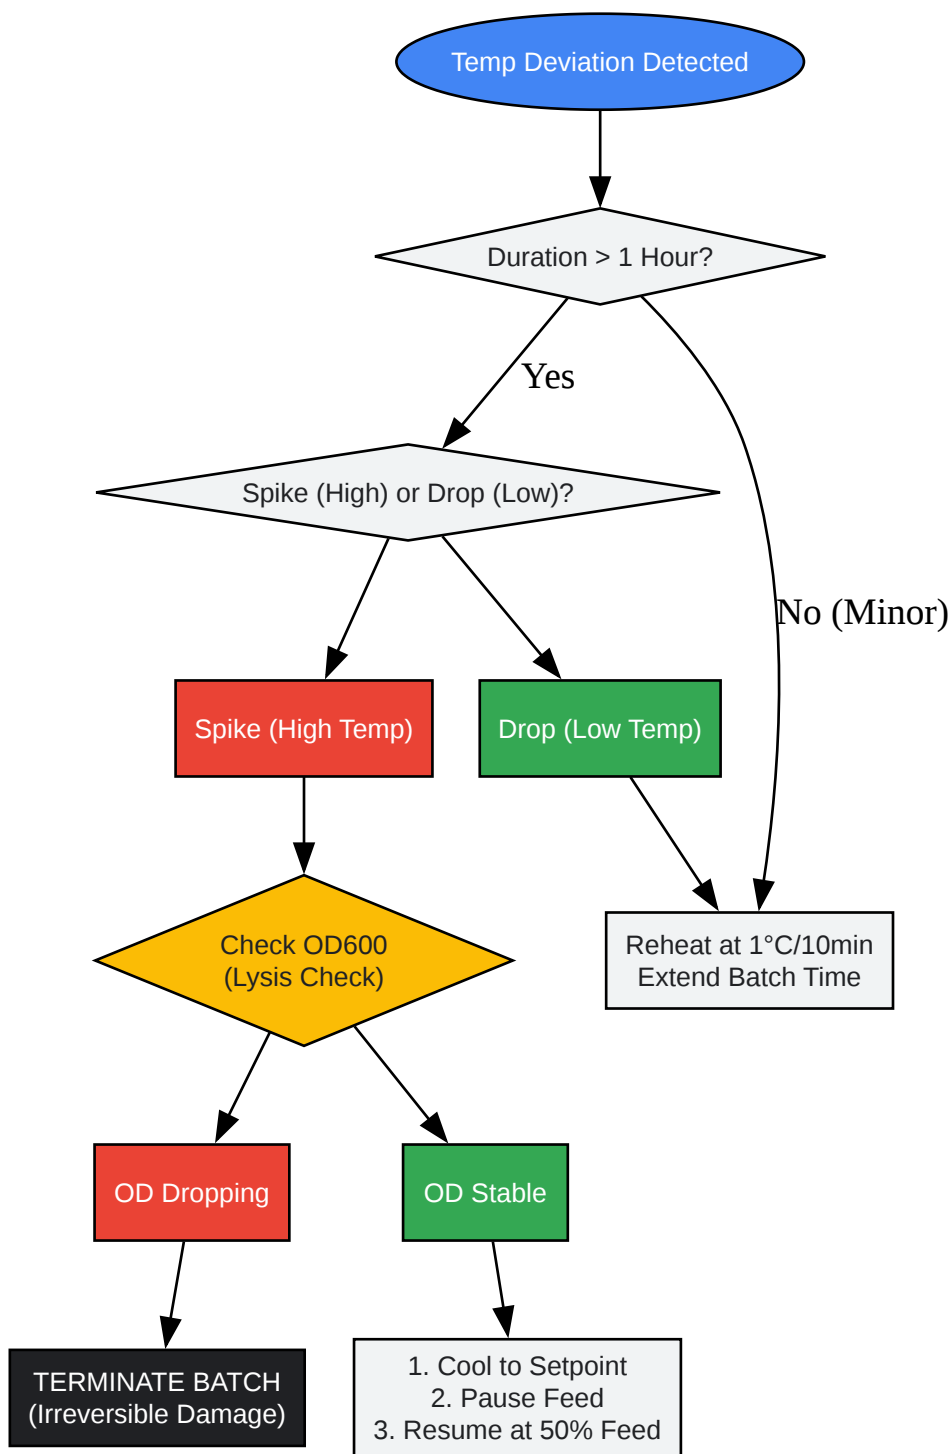 Temp Deviation Detected
Duration > 1 Hour?
Yes
Spike (High) or Drop (Low)?
No (Minor)
Spike (High Temp)
Drop (Low Temp)
Check OD600
(Lysis Check)
Reheat at 1°C/10min
Extend Batch Time
OD Dropping
OD Stable
TERMINATE BATCH
(Irreversible Damage)
1. Cool to Setpoint
2. Pause Feed
3. Resume at 50% Feed